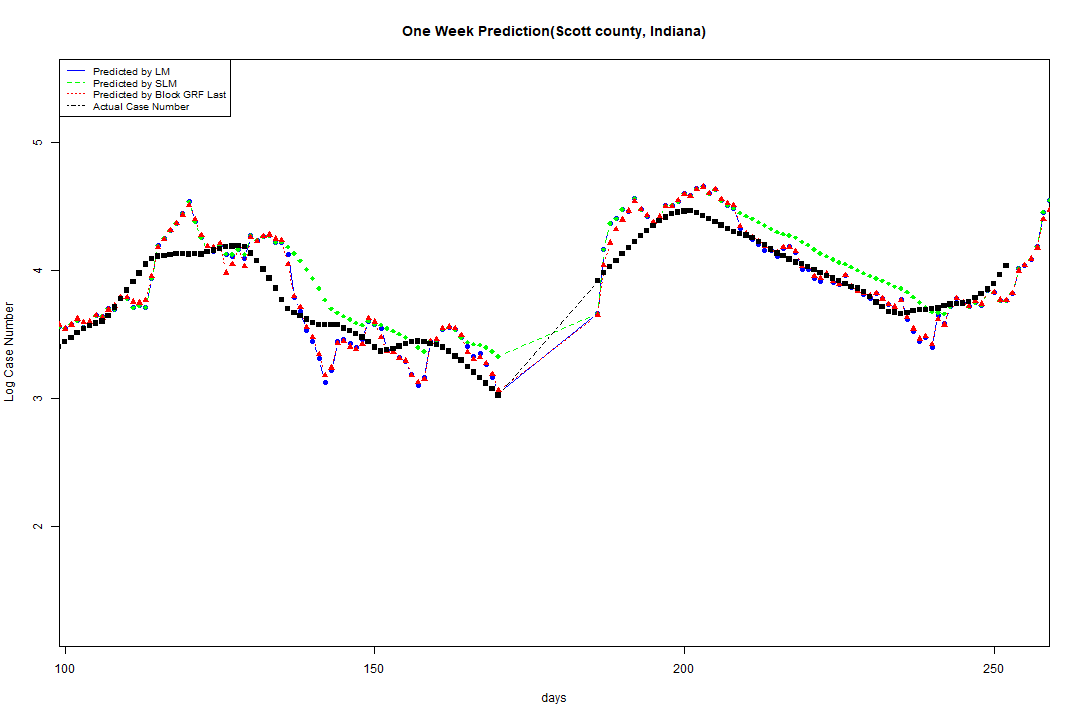 One Week Prediction(Scott county, Indiana)
Predicted by LM
Predicted by SLM
Predicted by Block GRF Last
Actual Case Number
5
4
3
2
Log Case Number
100 150 200 250
days